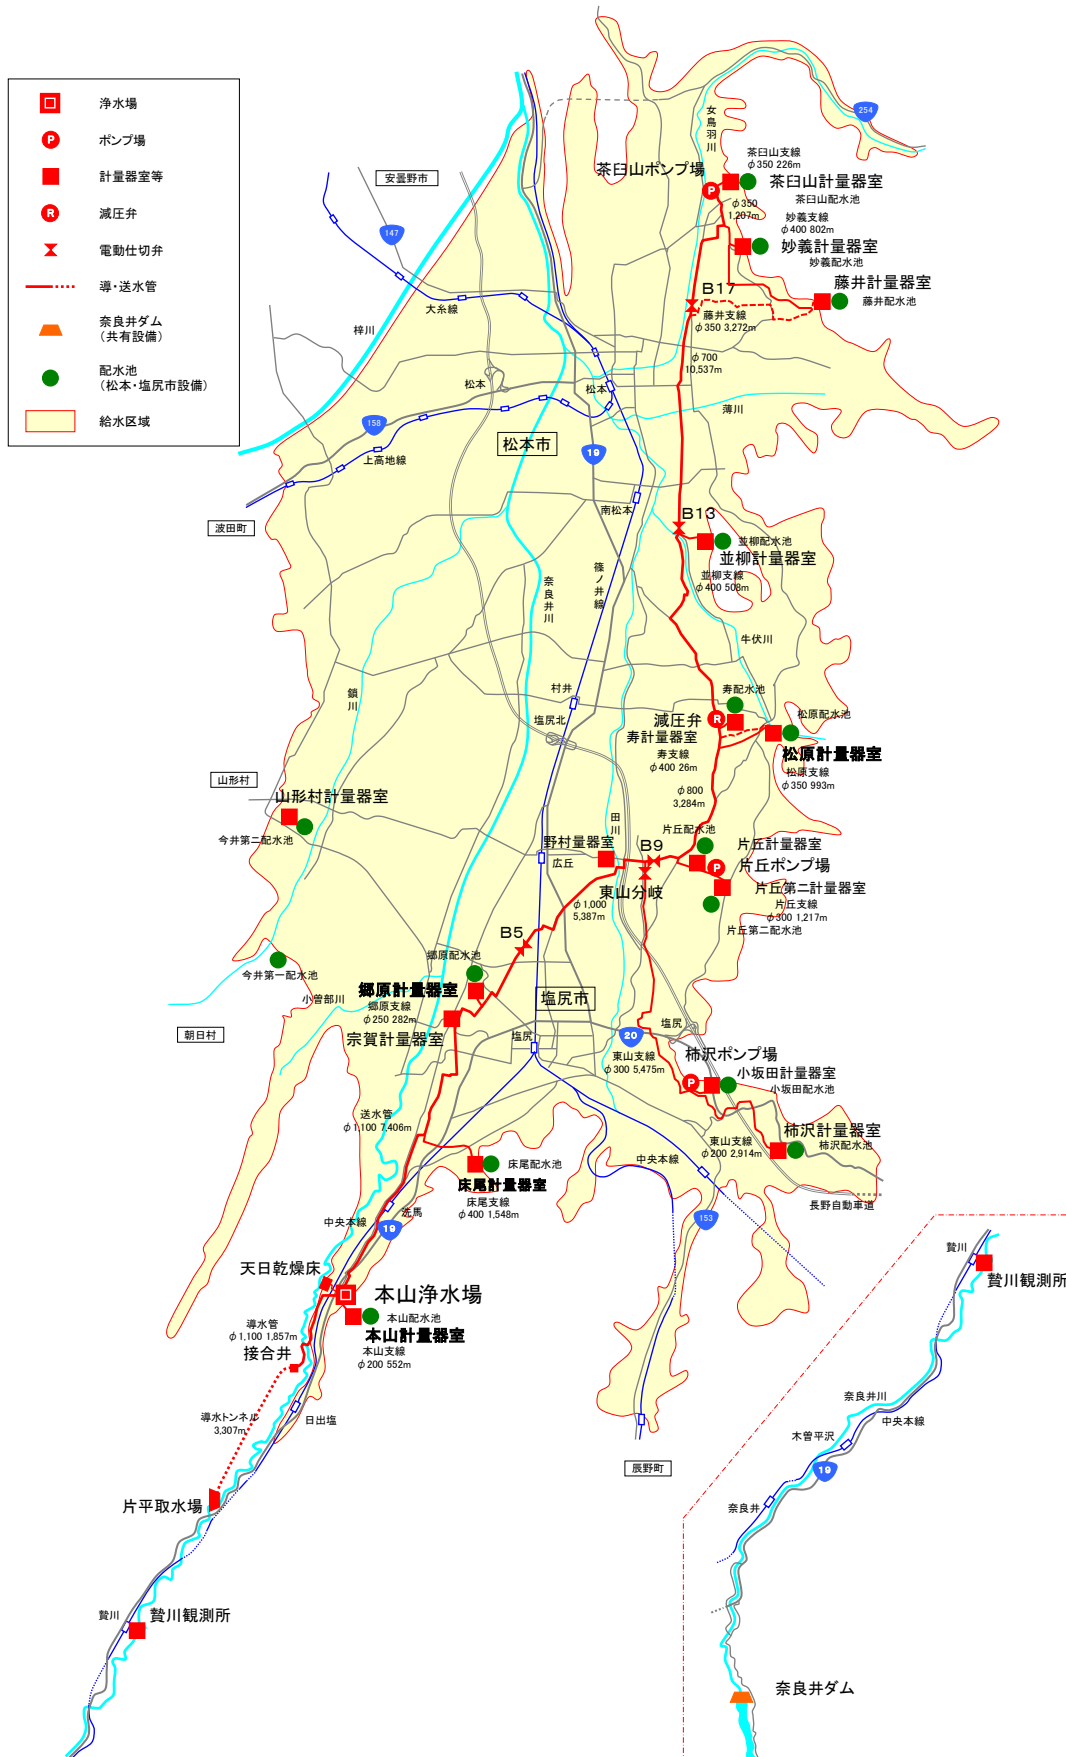 浄水場
P
ポンプ場
計量器室等
R
減圧弁
電動仕切弁
導・送水管
奈良井ダム
(共有設備)
配水池
(松本・塩尻市設備)
給水区域
254
女鳥羽川
茶臼山支線
φ350 226m
茶臼山ポンプ場
P
茶臼山計量器室
茶臼山配水池
φ350
1,207m
妙義支線
φ400 802m
妙義計量器室
妙義配水池
安曇野市
147
B17
藤井計量器室
藤井配水池
藤井支線
φ350 3,272m
大糸線
梓川
φ700
10,537m
松本
松本
薄川
158
松本市
19
上高地線
南松本
波田町
B13
並柳配水池
並柳計量器室
並柳支線
φ400 508m
篠ノ井線
奈良井川
牛伏川
鎖川
村井
寿配水池
塩尻北
減圧弁
R
寿計量器室
松原配水池
松原計量器室
寿支線
φ400 26m
松原支線
φ350 993m
山形村
山形村計量器室
今井第二配水池
φ800
3,284m
田川
片丘配水池
片丘計量器室
野村量器室
B9
P
片丘ポンプ場
広丘
東山分岐
片丘第二計量器室
片丘支線
φ300 1,217m
片丘第二配水池
φ1,000
5,387m
B5
郷原配水池
今井第一配水池
郷原計量器室
郷原支線
φ250 282m
小曽部川
塩尻市
朝日村
宗賀計量器室
塩尻
20
塩尻
東山支線
φ300 5,475m
柿沢ポンプ場
P
小坂田計量器室
小坂田配水池
送水管
φ1,100 7,406m
柿沢計量器室
柿沢配水池
東山支線
φ200 2,914m
床尾配水池
床尾計量器室
床尾支線
φ400 1,548m
中央本線
長野自動車道
中央本線
19
洗馬
153
天日乾燥床
本山浄水場
本山配水池
本山計量器室
本山支線
φ200 552m
導水管
φ1,100 1,857m
接合井
導水トンネル
3,307m
日出塩
辰野町
片平取水場
贄川
贄川観測所
贄川
贄川観測所
奈良井川
中央本線
木曽平沢
19
奈良井
奈良井ダム